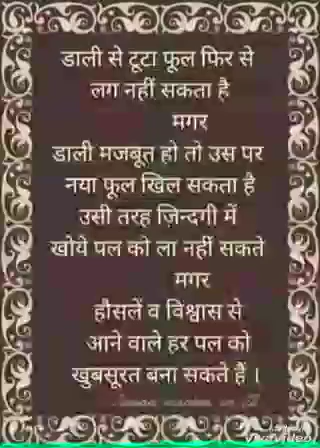 डाली से टूटा फूल फिर से
लग नहीं सकता है
मगर
डाली मजबूत हो तो उस पर
नया फूल खिल सकता है
उसी तरह ज़िन्दगी में
खोये पल को ला नहीं सकते
मगर
हौसलें व विश्वास से
आने वाले हर पल को
खुबसूरत बना सकते हैं ।